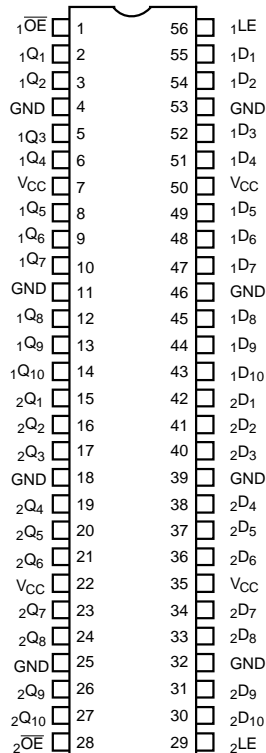 1OE 1 56 1LE
1Q1 2 55 1D1
1Q2 3 54 1D2
GND 4 53 GND
1Q3 5 52 1D3
1Q4 6 51 1D4
VCC 7 50 VCC
1Q5 8 49 1D5
1Q6 9 48 1D6
1Q7 10 47 1D7
GND 11 46 GND
1Q8 12 45 1D8
1Q9 13 44 1D9
1Q10 14 43 1D10
2Q1 15 42 2D1
2Q2 16 41 2D2
2Q3 17 40 2D3
GND 18 39 GND
2Q4 19 38 2D4
2Q5 20 37 2D5
2Q6 21 36 2D6
VCC 22 35 VCC
2Q7 23 34 2D7
2Q8 24 33 2D8
GND 25 32 GND
2Q9 26 31 2D9
2Q10 27 30 2D10
2OE 28 29 2LE